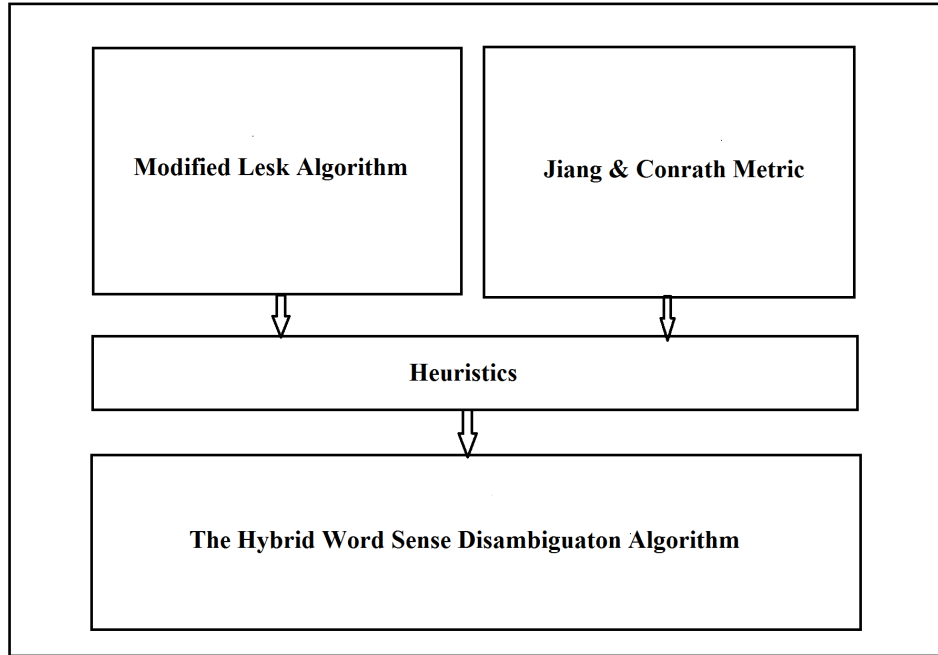 Modified Lesk Algorithm
Jiang & Conrath Metric
Heuristics
The Hybrid Word Sense Disambiguaton Algorithm